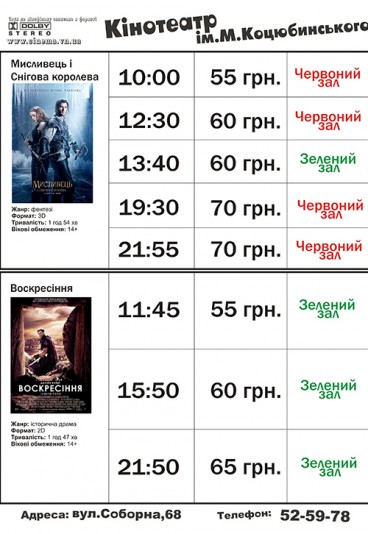 DOLBY
STEREO
www.cinema.vn.ua
Кінотеатр
ім.М.Коцюбинського
Мисливець і
Снігова королева
МИСЛИВЕЦЬ
Жанр: фентезі
Формат: 3D
Тривалість: 1 год 54 хв
Вікові обмеження: 14+
10:00 55 грн. Червоний зал
12:30 60 грн. Червоний зал
13:40 60 грн. Зелений зал
19:30 70 грн. Червоний зал
21:55 70 грн. Червоний зал
Воскресіння
ВОСКРЕСІННЯ
Жанр: історична драма
Формат: 2D
Тривалість: 1 год 47 хв
Вікові обмеження: 14+
11:45 55 грн. Зелений зал
15:50 60 грн. Зелений зал
21:50 65 грн. Зелений зал
Адреса: вул.Соборна,68 Телефон: 52-59-78